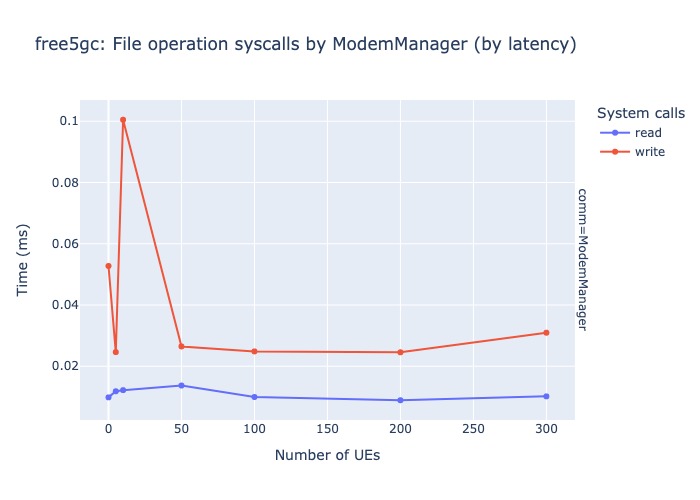 free5gc: File operation syscalls by ModemManager (by latency)
System calls
read
write
0.1
0.08
0.06
0.04
0.02
Time (ms)
comm=ModemManager
0 50 100 150 200 250 300
Number of UEs